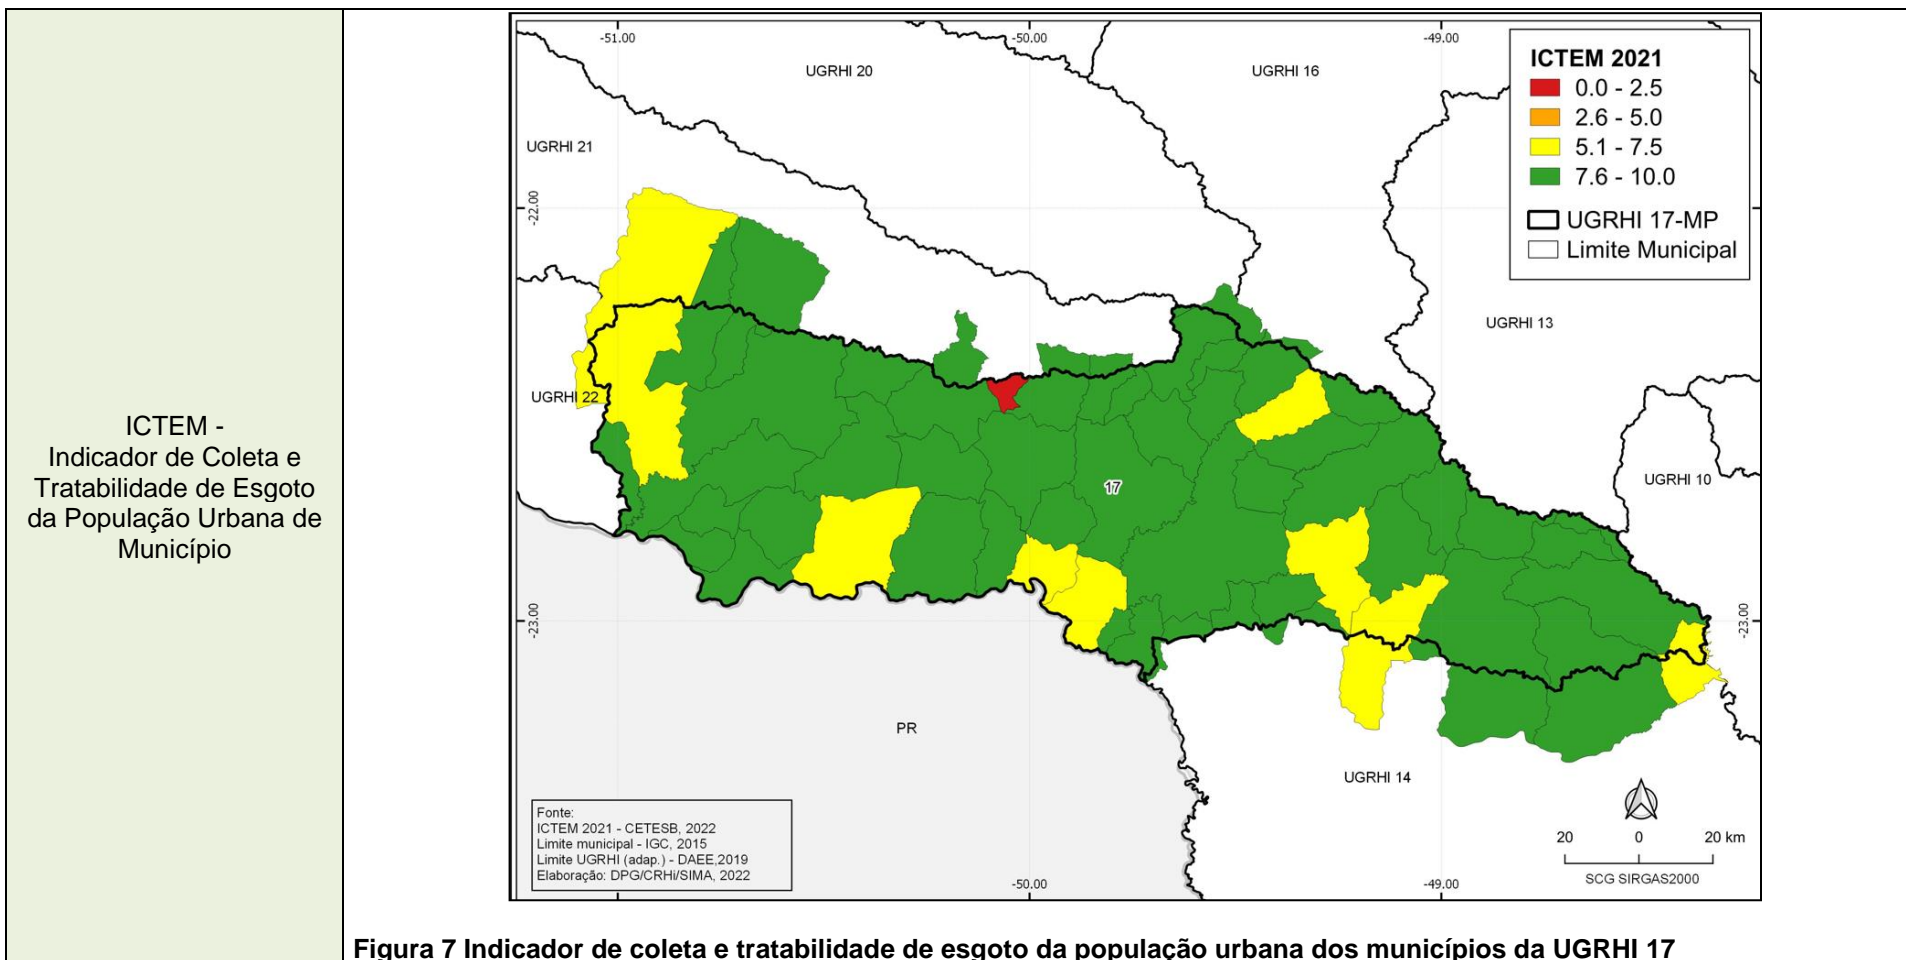 ICTEM -
Indicador de Coleta e
Tratabilidade de Esgoto
da População Urbana de
Município
-51.00
-50.00
-49.00
UGRHI 20
UGRHI 16
UGRHI 21
-22.00
ICTEM 2021
0.0 - 2.5
2.6 - 5.0
5.1 - 7.5
7.6 - 10.0
UGRHI 17-MP
Limite Municipal
UGRHI 13
UGRHI 22
UGRHI 10
17
-23.00
-23.00
PR
UGRHI 14
Fonte:
ICTEM 2021 - CETESB, 2022
Limite municipal - IGC, 2015
Limite UGRHI (adap.) - DAEE,2019
Elaboração: DPG/CRHi/SIMA, 2022
20 0 20 km
SCG SIRGAS2000
-50.00
-49.00
Figura 7 Indicador de coleta e tratabilidade de esgoto da população urbana dos municípios da UGRHI 17